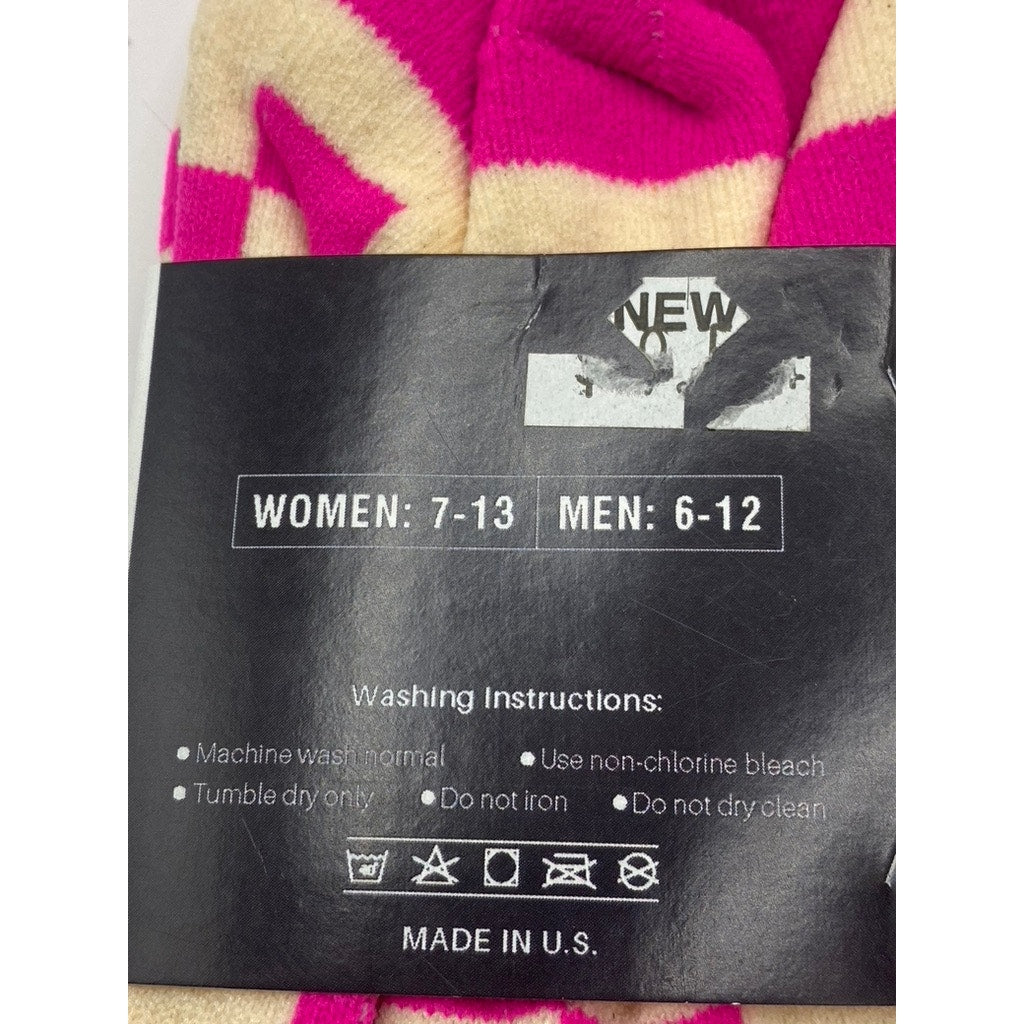 NEW
WOMEN: 7-13 MEN: 6-12
Washing Instructions:
• Machine wash normal • Use non-chlorine bleach
• Tumble dry only • Do not iron • Do not dry clean
40°
MADE IN U.S.